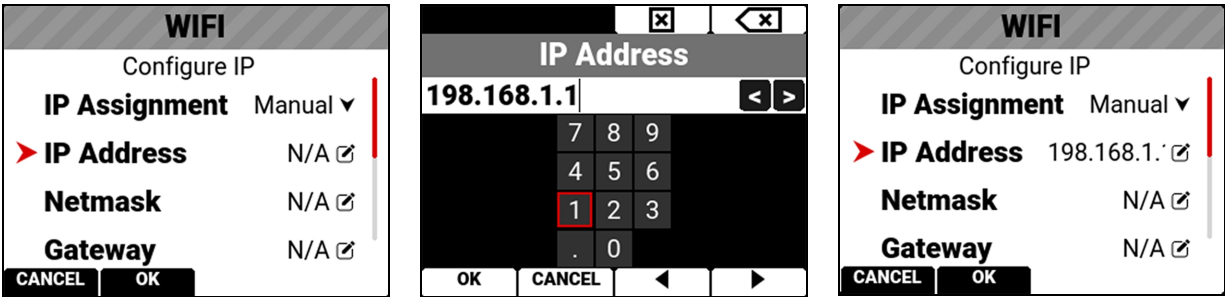 WIFI
Configure IP
IP Assignment Manual
IP Address N/A
Netmask N/A
Gateway N/A
CANCEL OK
IP Address
198.168.1.1
< >
7 8 9
4 5 6
1 2 3
. 0
OK CANCEL
WIFI
Configure IP
IP Assignment Manual
IP Address 198.168.1.
Netmask N/A
Gateway N/A
CANCEL OK